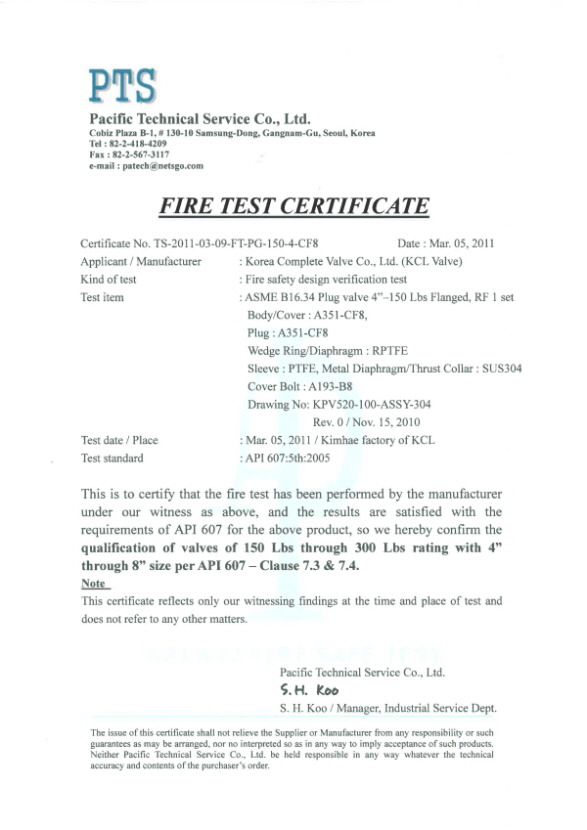 PTS
Pacific Technical Service Co., Ltd.
Cobiz Plaza B-1, # 130-10 Samsung-Dong, Gangnam-Gu, Seoul, Korea
Tel : 82-2-418-4209
Fax : 82-2-567-3117
e-mail : patech@netsgo.com
FIRE TEST CERTIFICATE
Certificate No. TS-2011-03-09-FT-PG-150-4-CF8 Date : Mar. 05, 2011
Applicant / Manufacturer : Korea Complete Valve Co., Ltd. (KCL Valve)
Kind of test : Fire safety design verification test
Test item : ASME B16.34 Plug valve 4”–150 Lbs Flanged, RF 1 set
Body/Cover : A351-CF8,
Plug : A351-CF8
Wedge Ring/Diaphragm : RPTFE
Sleeve : PTFE, Metal Diaphragm/Thrust Collar : SUS304
Cover Bolt : A193-B8
Drawing No: KPV520-100-ASSY-304
Rev. 0 / Nov. 15, 2010
Test date / Place : Mar. 05, 2011 / Kimhae factory of KCL
Test standard : API 607:5th:2005
This is to certify that the fire test has been performed by the manufacturer
under our witness as above, and the results are satisfied with the
requirements of API 607 for the above product, so we hereby confirm the
qualification of valves of 150 Lbs through 300 Lbs rating with 4”
through 8” size per API 607 – Clause 7.3 & 7.4.
Note
This certificate reflects only our witnessing findings at the time and place of test and
does not refer to any other matters.
Pacific Technical Service Co., Ltd.
S. H. Koo
S. H. Koo / Manager, Industrial Service Dept.
The issue of this certificate shall not relieve the Supplier or Manufacturer from any responsibility or such
guarantees as may be arranged, nor no interpreted so as in any way to imply acceptance of such products.
Neither Pacific Technical Service Co., Ltd. be held responsible in any way whatever the technical
accuracy and contents of the purchaser's order.